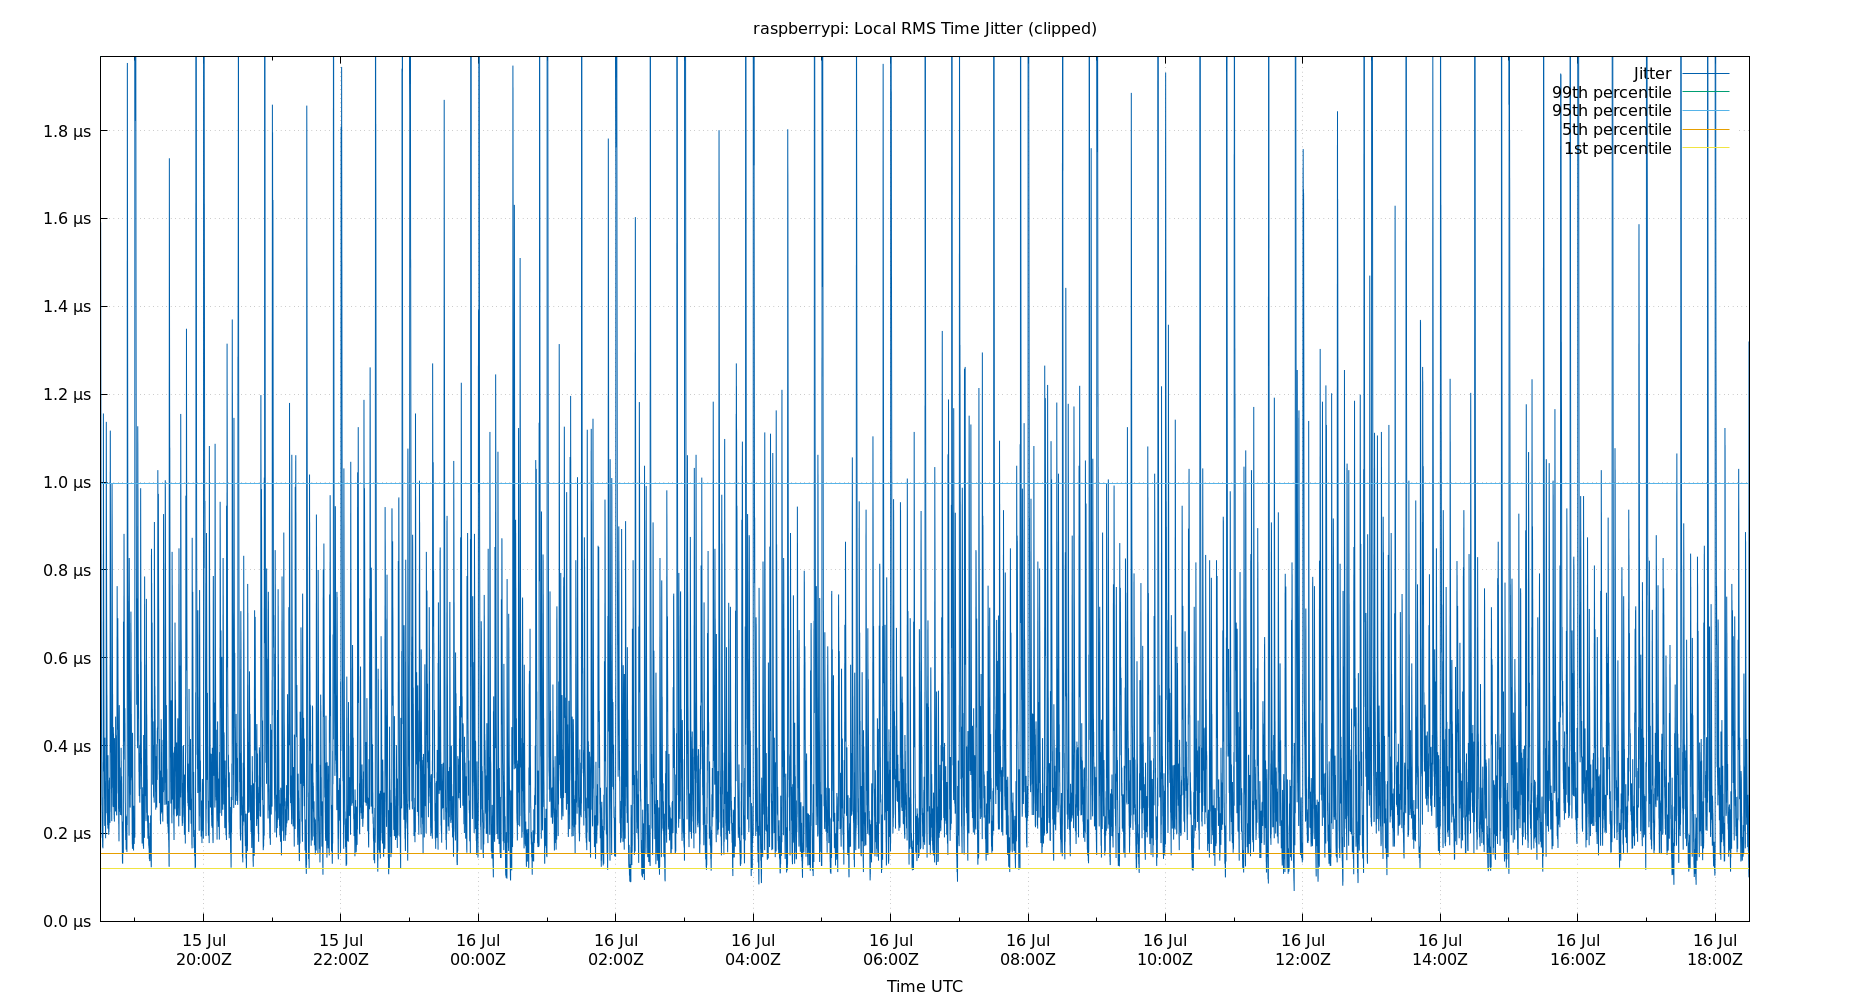 raspberrypi: Local RMS Time Jitter (clipped)
Jitter
99th percentile
95th percentile
5th percentile
1st percentile
1.8 µs
1.6 µs
1.4 µs
1.2 µs
1.0 µs
0.8 µs
0.6 µs
0.4 µs
0.2 µs
0.0 µs
15 Jul 15 Jul 16 Jul 16 Jul 16 Jul 16 Jul 16 Jul 16 Jul 16 Jul 16 Jul 16 Jul 16 Jul
20:00Z 22:00Z 00:00Z 02:00Z 04:00Z 06:00Z 08:00Z 10:00Z 12:00Z 14:00Z 16:00Z 18:00Z
Time UTC